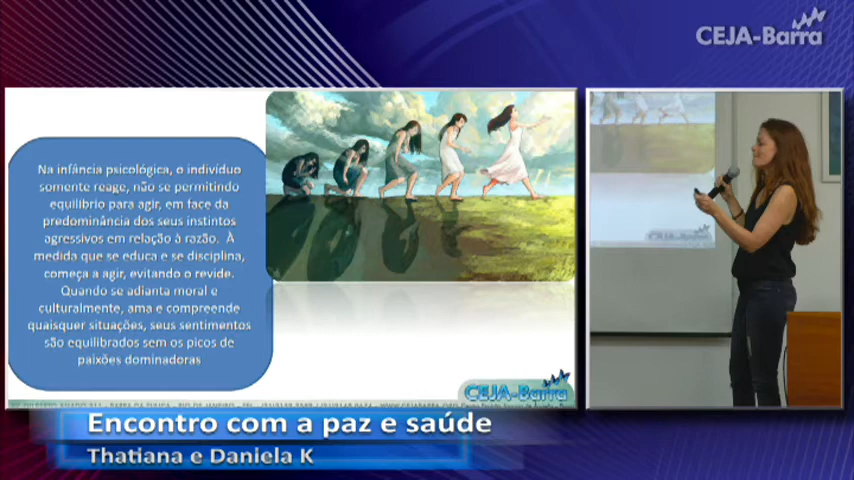 CEJA-Barra
Na infância psicológica, o indivíduo
somente reage, não se permitindo
equilíbrio para agir, em face da
predominância dos seus instintos
agressivos em relação à razão. À
medida que se educa e se disciplina,
começa a agir, evitando o revide.
Quando se adianta moral e
culturalmente, ama e compreende
quaisquer situações, seus sentimentos
são equilibrados sem os picos de
paixões dominadoras
CEJA-Barra
CEJA-Barra
Encontro com a paz e saúde
Thatiana e Daniela K